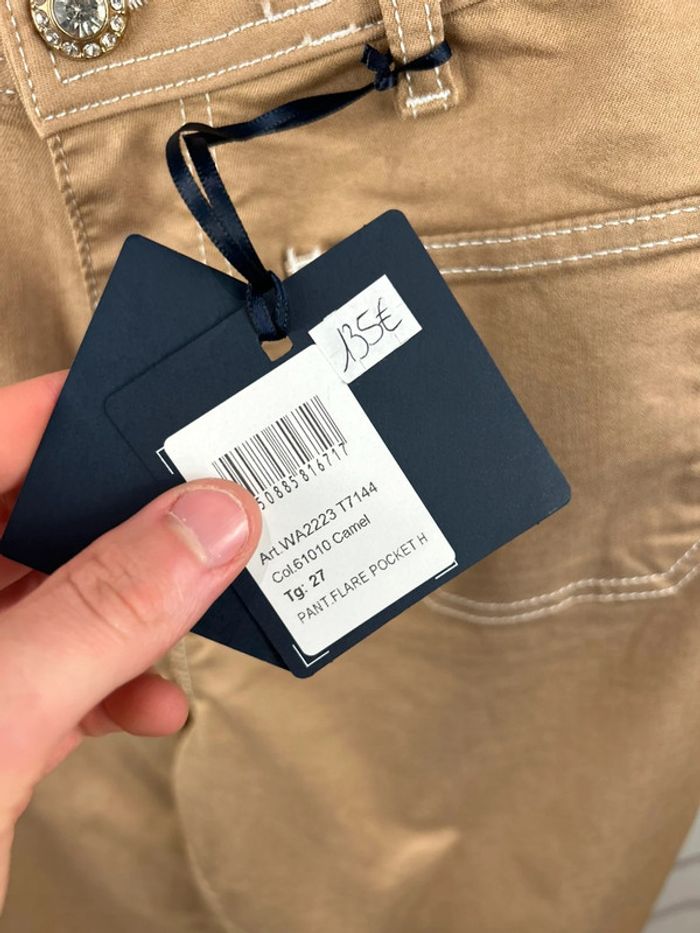 135€
50885816717
Art.WA2223 T7144
Col.61010 Camel
Tg: 27
PANT.FLARE POCKET H